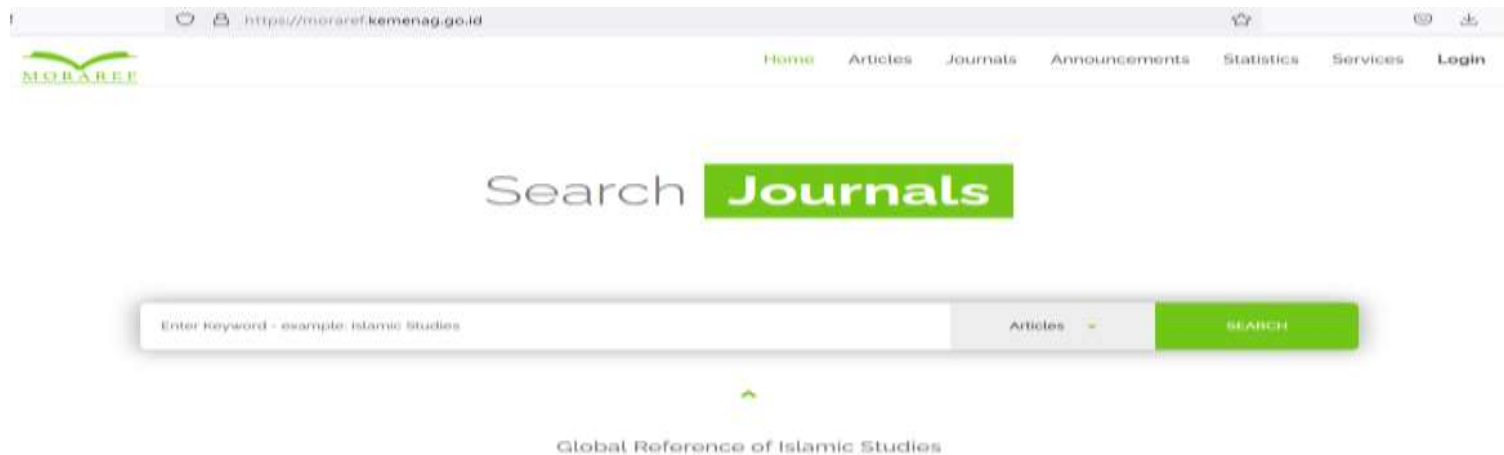 https://moraref.kemenag.go.id
MORAREF
Home Articles Journals Announcements Statistics Services Login
Search Journals
Enter Keyword - example: Islamic Studies
Articles
SEARCH
Global Reference of Islamic Studies